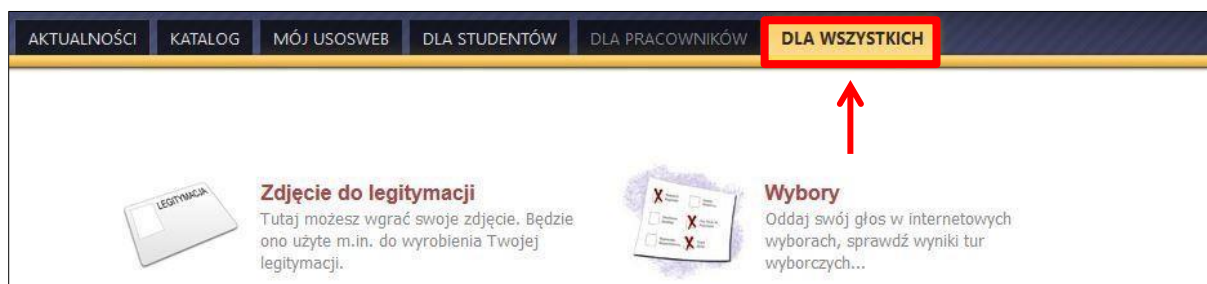 AKTUALNOŚCI KATALOG MÓJ USOSWEB DLA STUDENTÓW DLA PRACOWNIKÓW DLA WSZYSTKICH
LEGITYMACJA
Zdjęcie do legitymacji
Tutaj możesz wgrać swoje zdjęcie. Będzie
ono użyte m.in. do wyrobienia Twojej
legitymacji.
Wybory
Oddaj swój głos w internetowych
wyborach, sprawdź wyniki tur
wyborczych...